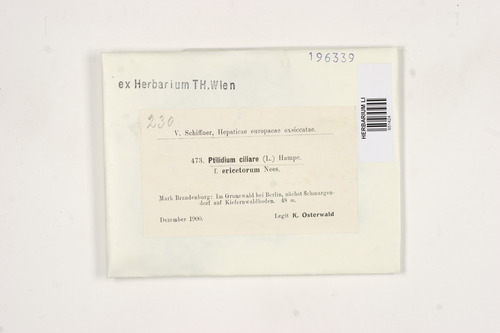 196339
ex Herbarium TH.Wien
HERBARIUM LI
230
V. Schiffner, Hepaticae europaeae exsiccatae.
473. Ptilidium ciliare (L.) Hampe.
f. ericetorum Nees.
Mark Brandenburg: Im Grunewald bei Berlin, nächst Schmargen-
dorf auf Kiefernwaldboden. 48 m.
Dezember 1900.
Legit K. Osterwald